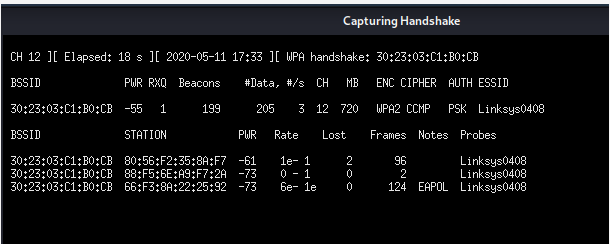 Capturing Handshake
CH 12 ][ Elapsed: 18 s ][ 2020-05-11 17:33 ][ WPA handshake: 30:23:03:C1:B0:CB
BSSID PWR RXQ Beacons #Data, #/s CH MB ENC CIPHER AUTH ESSID
30:23:03:C1:B0:CB -55 1 199 205 3 12 720 WPA2 CCMP PSK Linksys0408
BSSID STATION PWR Rate Lost Frames Notes Probes
30:23:03:C1:B0:CB 80:56:F2:35:8A:F7 -61 1e- 1 2 96 Linksys0408
30:23:03:C1:B0:CB 88:F5:6E:A9:F7:2A -73 0 - 1 0 2 Linksys0408
30:23:03:C1:B0:CB 66:F3:8A:22:25:92 -73 6e- 1e 0 124 EAPOL Linksys0408